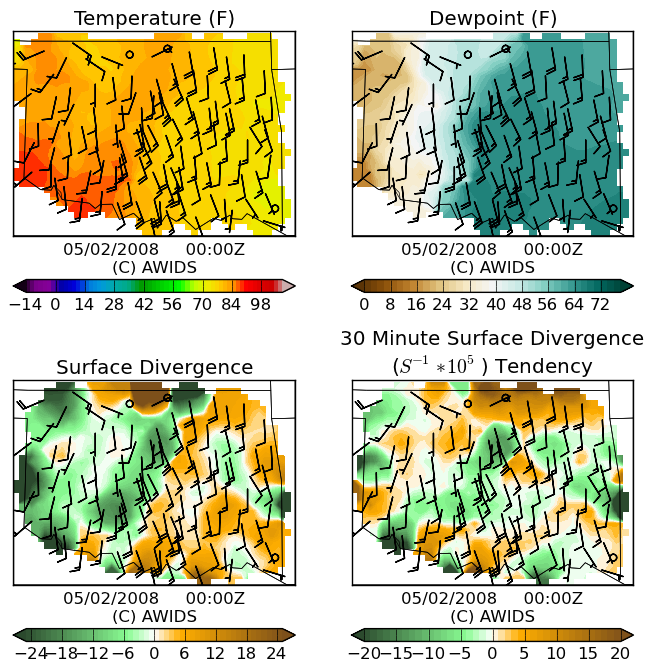 Temperature (F)
Dewpoint (F)
05/02/2008 00:00Z
(C) AWIDS
05/02/2008 00:00Z
(C) AWIDS
−14 0 14 28 42 56 70 84 98
0 8 16 24 32 40 48 56 64 72
Surface Divergence
30 Minute Surface Divergence
(S⁻¹ *10⁵ ) Tendency
05/02/2008 00:00Z
(C) AWIDS
05/02/2008 00:00Z
(C) AWIDS
−24−18−12 −6 0 6 12 18 24
−20−15−10 −5 0 5 10 15 20